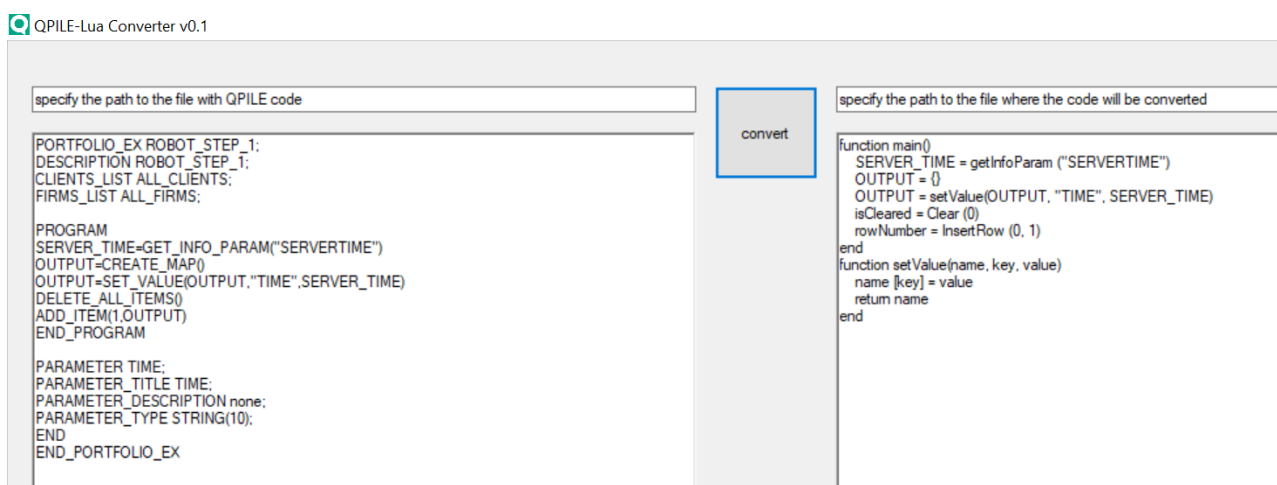 QPILE-Lua Converter v0.1
specify the path to the file with QPILE code
convert
specify the path to the file where the code will be converted
PORTFOLIO_EX ROBOT_STEP_1;
DESCRIPTION ROBOT_STEP_1;
CLIENTS_LIST ALL_CLIENTS;
FIRMS_LIST ALL_FIRMS;
PROGRAM
SERVER_TIME=GET_INFO_PARAM("SERVERTIME")
OUTPUT=CREATE_MAP()
OUTPUT=SET_VALUE(OUTPUT,"TIME",SERVER_TIME)
DELETE_ALL_ITEMS()
ADD_ITEM(1,OUTPUT)
END_PROGRAM
PARAMETER TIME;
PARAMETER_TITLE TIME;
PARAMETER_DESCRIPTION none;
PARAMETER_TYPE STRING(10);
END
END_PORTFOLIO_EX
function main()
SERVER_TIME = getInfoParam ("SERVERTIME")
OUTPUT = {}
OUTPUT = setValue(OUTPUT, "TIME", SERVER_TIME)
isCleared = Clear (0)
rowNumber = InsertRow (0, 1)
end
function setValue(name, key, value)
name [key] = value
return name
end